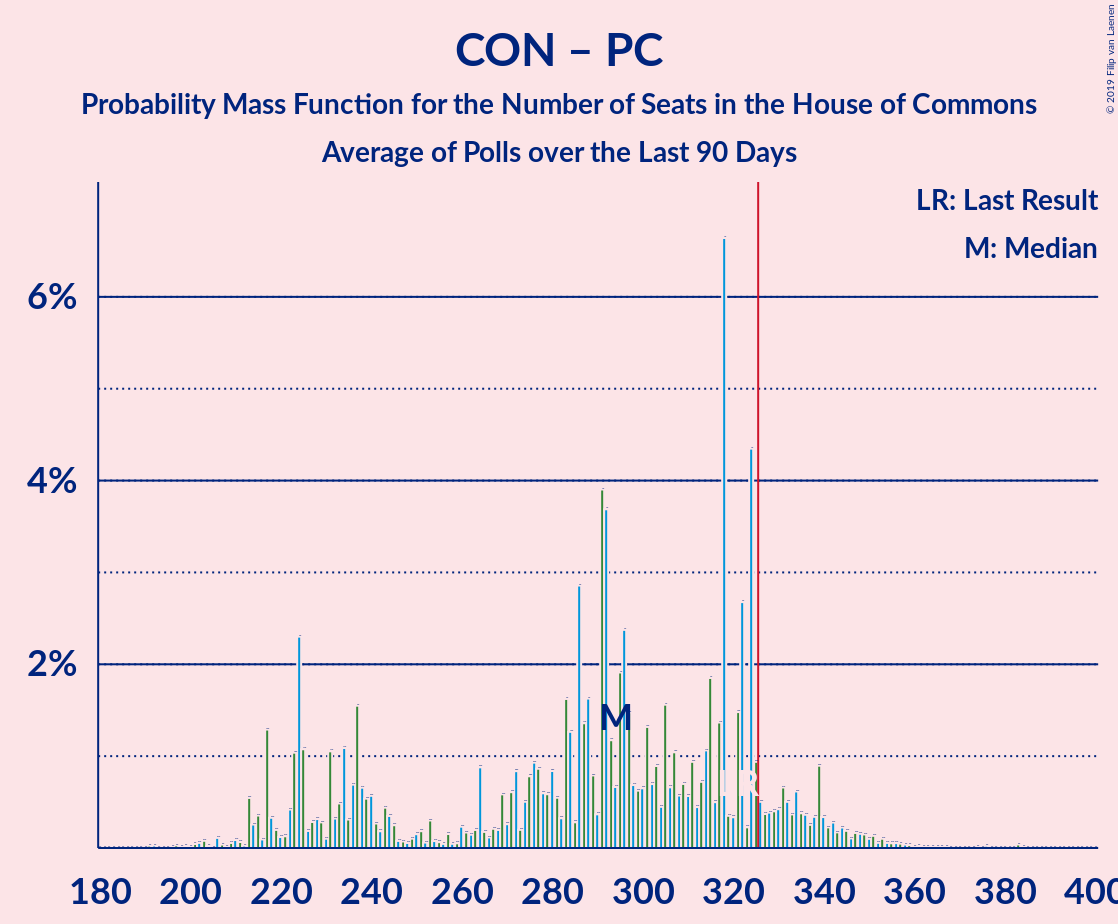 CON – PC
Probability Mass Function for the Number of Seats in the House of Commons
Average of Polls over the Last 90 Days
© 2019 Filip van Laenen
LR: Last Result
M: Median
6%
4%
2%
M
LR
180 200 220 240 260 280 300 320 340 360 380 400